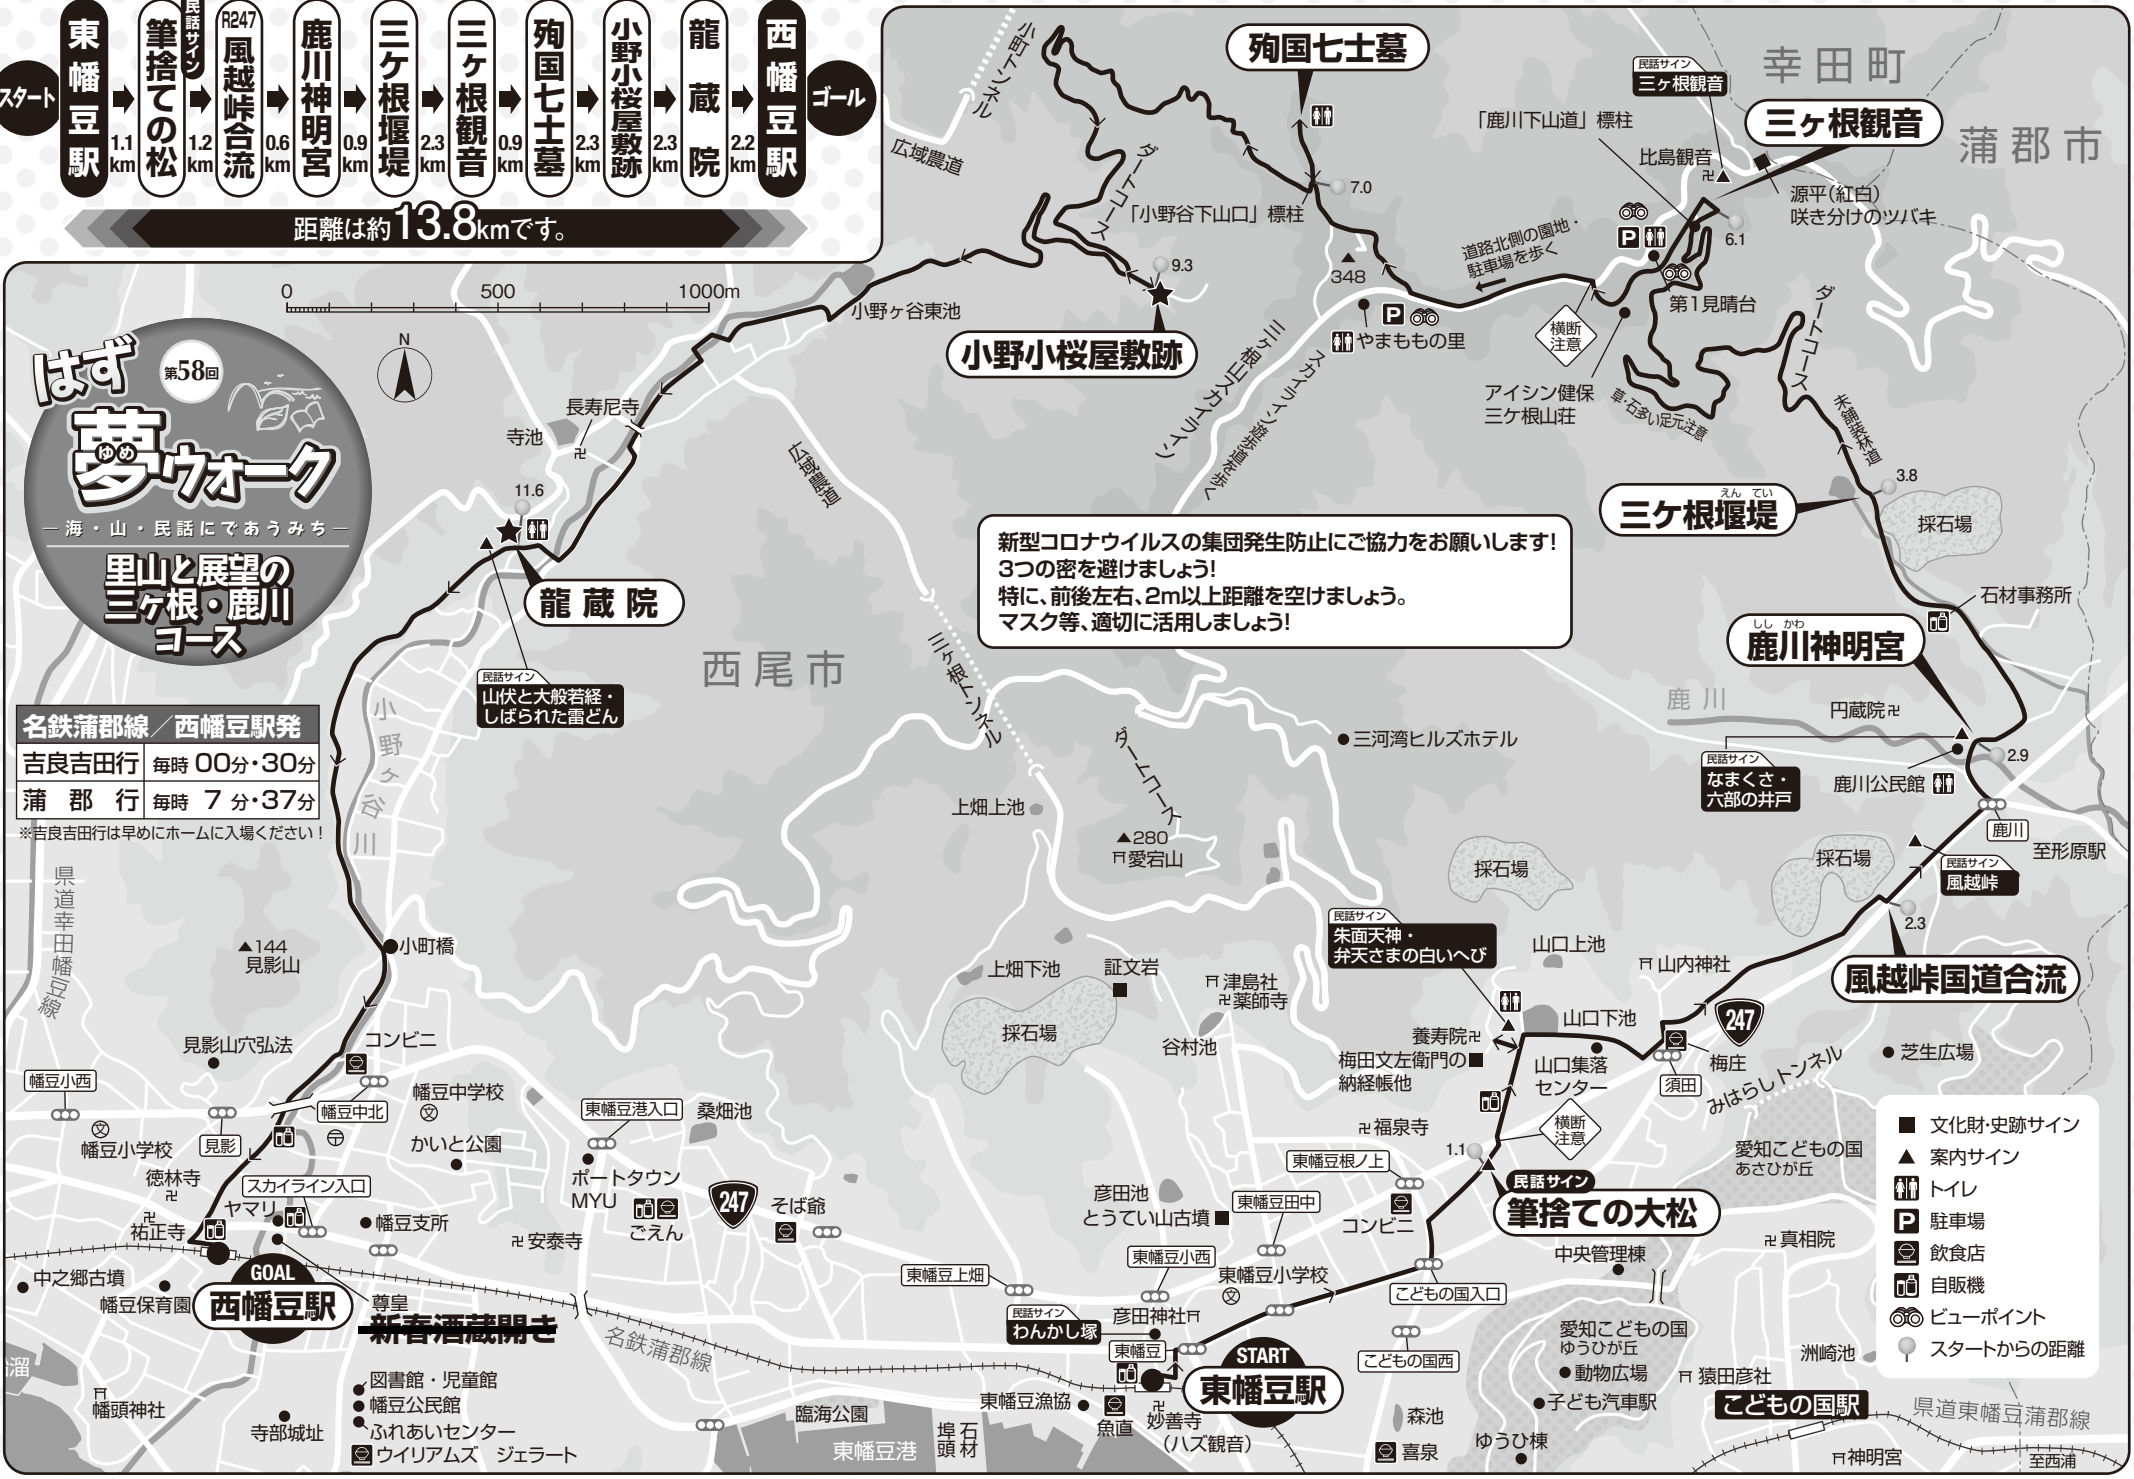 スタート
東幡豆駅
1.1km
筆捨ての松
民話サイン
1.2km
R247
風越峠合流
0.6km
鹿川神明宮
0.9km
三ケ根堰堤
2.3km
三ヶ根観音
0.9km
殉国七士墓
2.3km
小野小桜屋敷跡
2.3km
龍蔵院
2.2km
西幡豆駅
ゴール
距離は約13.8kmです。
0 500 1000m
N
はず
第58回
夢ウォーク
ゆめ
海・山・民話にであうみち
里山と展望の
三ヶ根・鹿川
コース
名鉄蒲郡線／西幡豆駅発
吉良吉田行 毎時 00分・30分
蒲郡行 毎時 7分・37分
※吉良吉田行は早めにホームに入場ください！
小町トンネル
広域農道
ダートコース
殉国七士墓
7.0
「小野谷下山口」標柱
9.3
小野小桜屋敷跡
小野ヶ谷東池
348
やまももの里
P
三ヶ根山スカイライン
スカイライン遊歩道を歩く
道路北側の園地・
駐車場を歩く
P
横断
注意
アイシン健保
三ケ根山荘
第1見晴台
「鹿川下山道」標柱
比島観音
民話サイン
三ヶ根観音
三ヶ根観音
幸田町
蒲郡市
源平（紅白）
咲き分けのツバキ
6.1
ダートコース
草・石多い足元注意
未舗装林道
3.8
三ケ根堰堤
えん てい
採石場
石材事務所
鹿川神明宮
しし かわ
鹿川
円蔵院
民話サイン
なまくさ・
六部の井戸
鹿川公民館
2.9
鹿川
至形原駅
採石場
民話サイン
風越峠
2.3
風越峠国道合流
新型コロナウイルスの集団発生防止にご協力をお願いします！
3つの密を避けましょう！
特に、前後左右、2m以上距離を空けましょう。
マスク等、適切に活用しましょう！
長寿尼寺
寺池
11.6
龍蔵院
民話サイン
山伏と大般若経・
しばられた雷どん
広域農道
西尾市
三ヶ根トンネル
小野ヶ谷川
三河湾ヒルズホテル
ダートコース
上畑上池
280
愛宕山
採石場
県道幸田幡豆線
144
見影山
小町橋
上畑下池
証文岩
採石場
津島社
薬師寺
谷村池
民話サイン
朱面天神・
弁天さまの白いへび
山口上池
山内神社
養寿院
梅田文左衛門の
納経帳他
山口下池
山口集落
センター
247
梅庄
須田
みはらしトンネル
芝生広場
見影山穴弘法
コンビニ
幡豆小西
幡豆小学校
見影
幡豆中北
幡豆中学校
かいと公園
東幡豆港入口
桑畑池
ポートタウン
MYU
ごえん
247
そば爺
徳林寺
祐正寺
ヤマリ
スカイライン入口
幡豆支所
安泰寺
福泉寺
横断
注意
1.1
民話サイン
筆捨ての大松
東幡豆根ノ上
コンビニ
彦田池
とうてい山古墳
東幡豆田中
東幡豆小西
東幡豆上畑
東幡豆小学校
こどもの国入口
こどもの国西
中央管理棟
愛知こどもの国
あさひが丘
真相院
中之郷古墳
幡豆保育園
GOAL
西幡豆駅
尊皇
新春酒蔵開き
名鉄蒲郡線
民話サイン
わんかし塚
彦田神社
東幡豆
START
東幡豆駅
東幡豆漁協
魚直
妙善寺
（ハズ観音）
臨海公園
東幡豆港
石材
埠頭
幡頭神社
寺部城址
図書館・児童館
幡豆公民館
ふれあいセンター
ウイリアムズ ジェラート
溜
愛知こどもの国
ゆうひが丘
動物広場
子ども汽車駅
森池
喜泉
ゆうひ棟
猿田彦社
洲崎池
こどもの国駅
県道東幡豆蒲郡線
神明宮
至西浦
文化財・史跡サイン
案内サイン
トイレ
P 駐車場
飲食店
自販機
ビューポイント
スタートからの距離